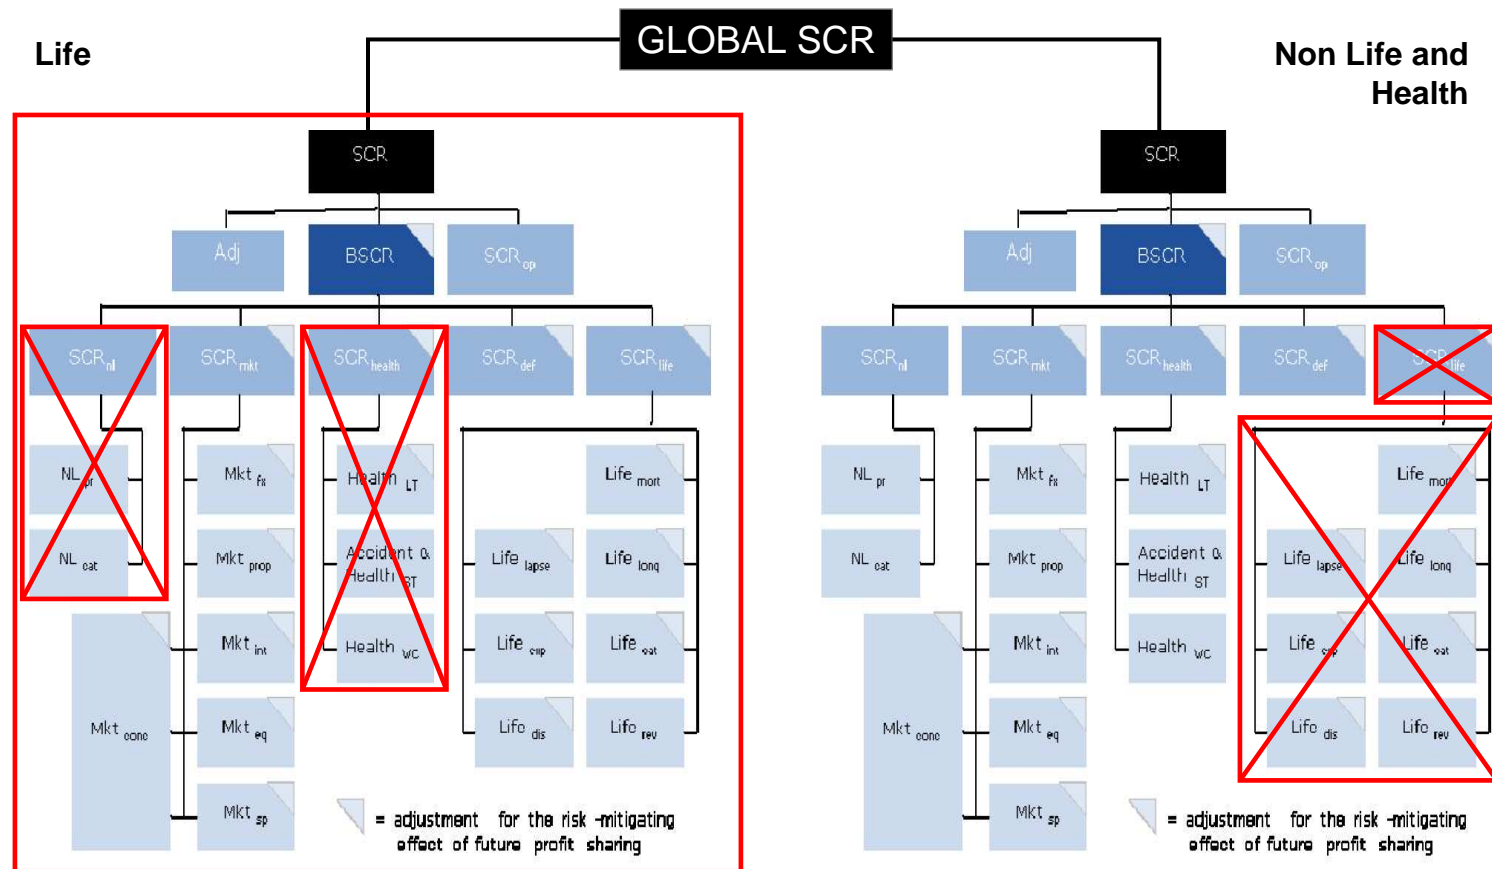 GLOBAL SCR
Life
Non Life and
Health
SCR
Adj
BSCR
SCR op
SCR nl
SCR mkt
SCR health
SCR def
SCR life
NL pr
Mkt fx
Health LT
Life mort
NL cat
Mkt prop
Accident &
Health ST
Life lapse
Life long
Mkt conc
Mkt int
Health WC
Life exp
Life cat
Mkt eq
Life dis
Life rev
Mkt sp
= adjustment for the risk -mitigating
effect of future profit sharing
SCR
Adj
BSCR
SCR op
SCR nl
SCR mkt
SCR health
SCR def
SCR life
NL pr
Mkt fx
Health LT
Life mort
NL cat
Mkt prop
Accident &
Health ST
Life lapse
Life long
Mkt conc
Mkt int
Health WC
Life exp
Life cat
Mkt eq
Life dis
Life rev
Mkt sp
= adjustment for the risk -mitigating
effect of future profit sharing